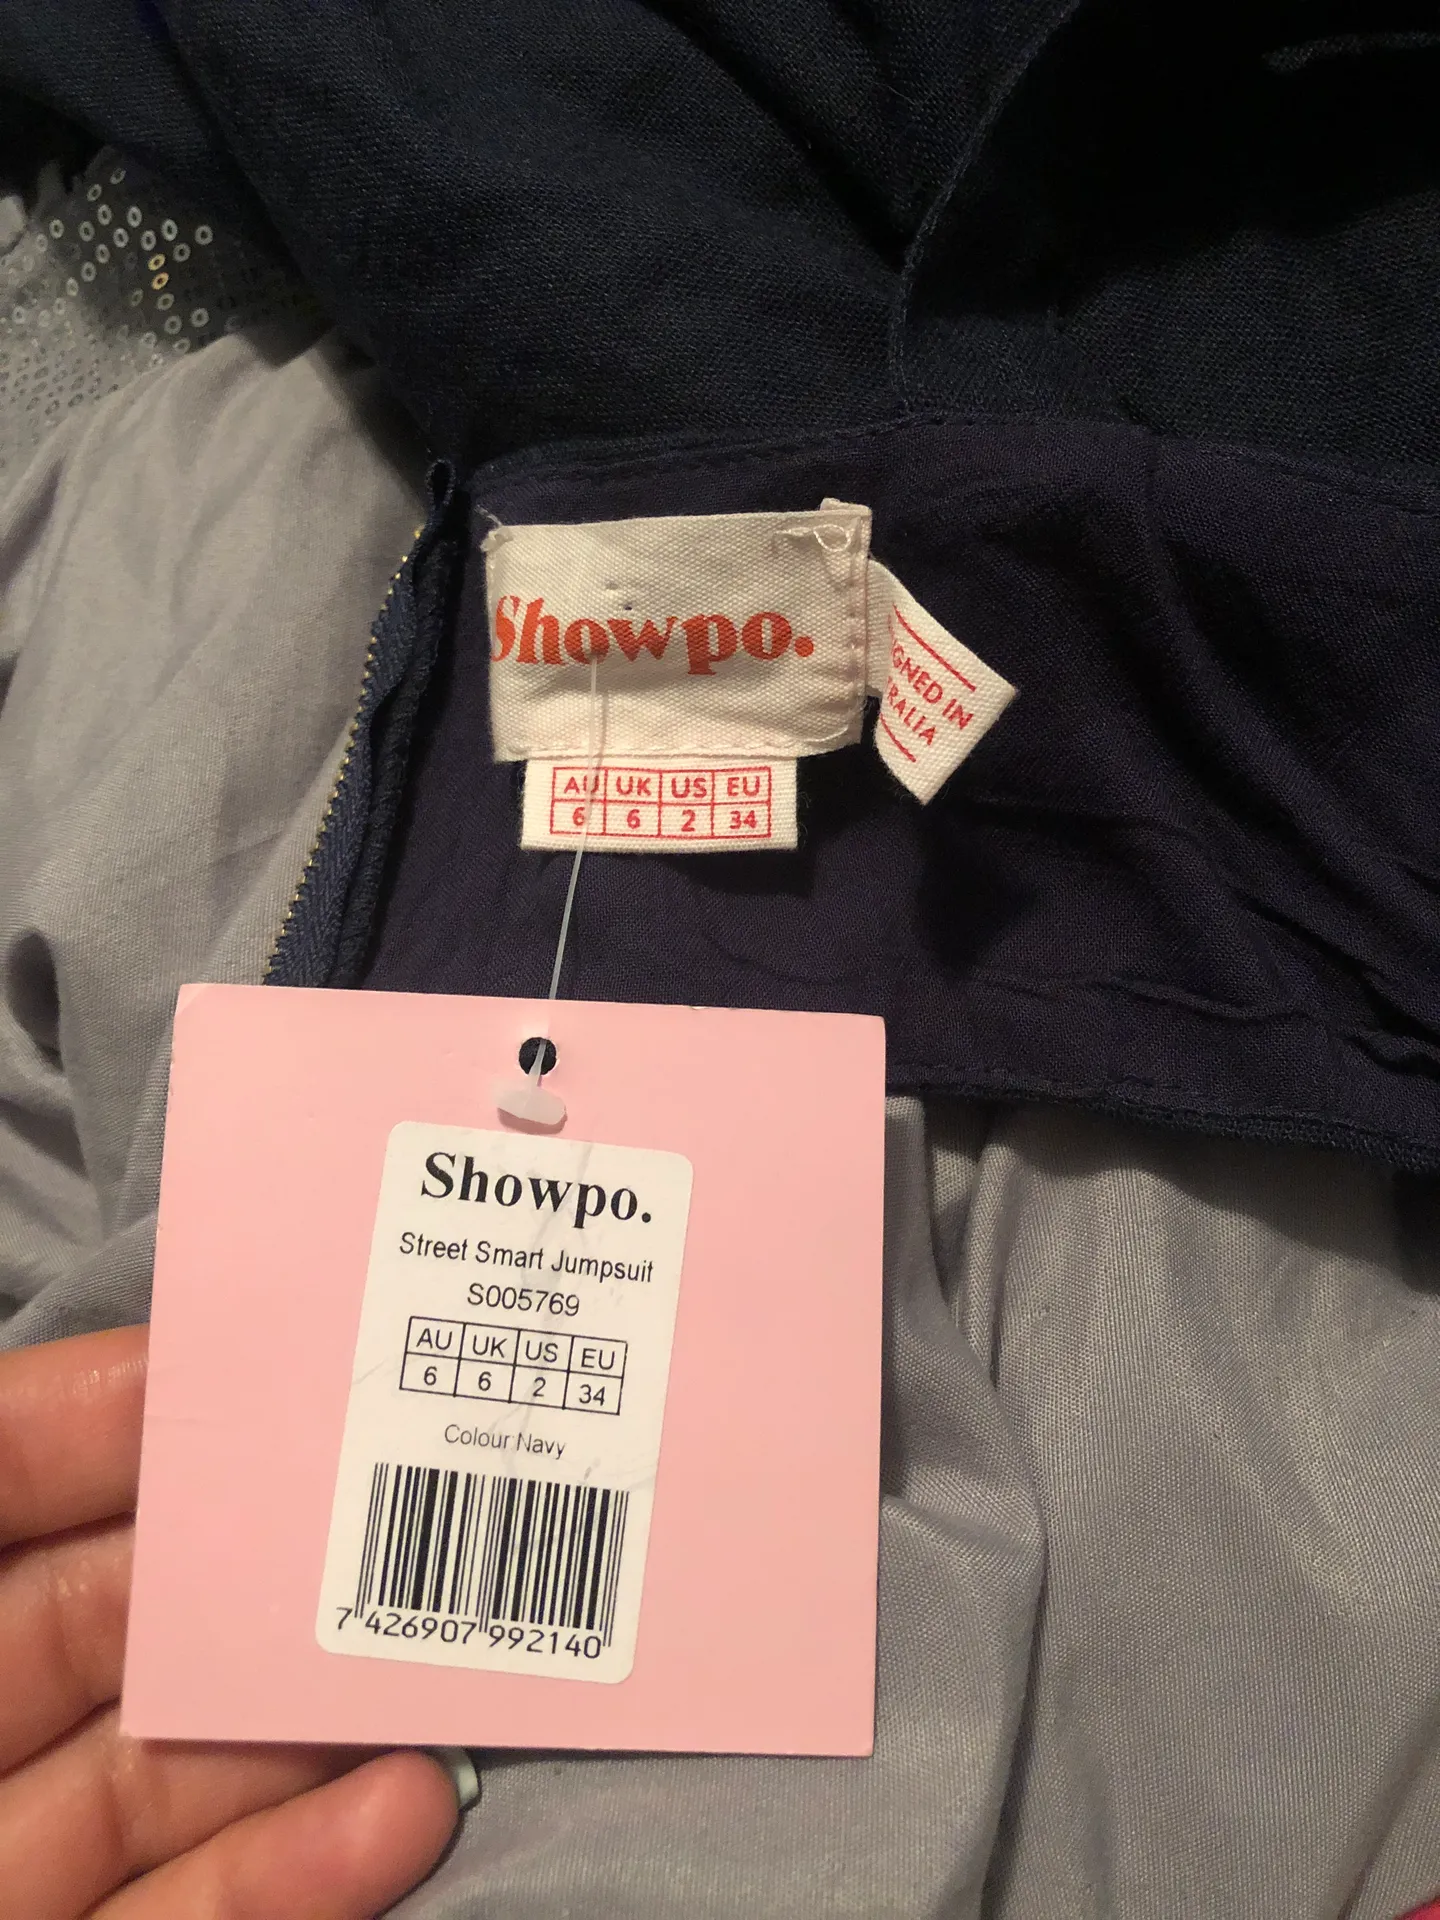 Showpo.
AU UK US EU
6 6 2 34
IN
Showpo.
Street Smart Jumpsuit
S005769
AU UK US EU
6 6 2 34
Colour Navy
7 426907 992140